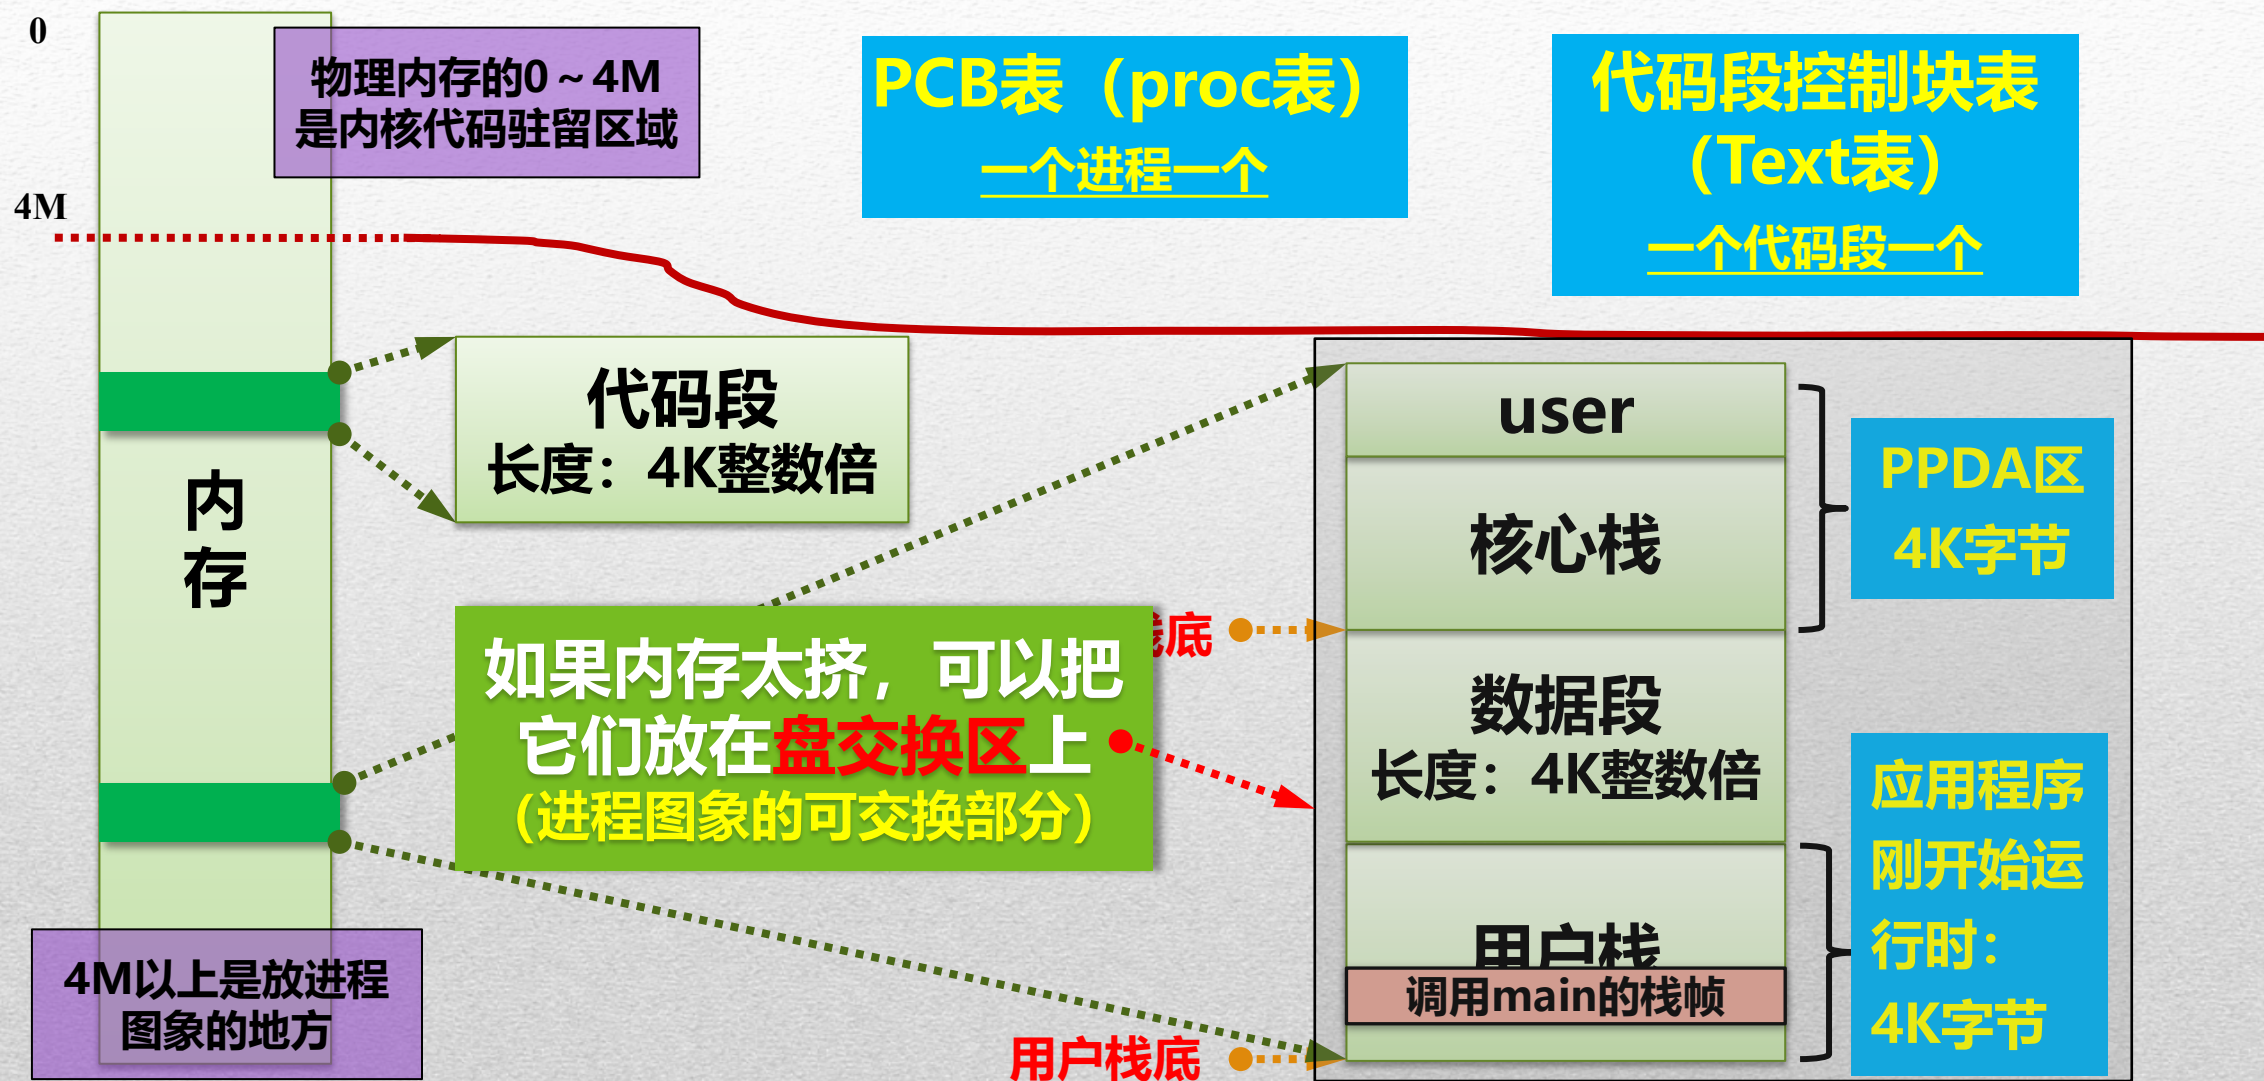 0
物理内存的0~4M
是内核代码驻留区域
PCB表（proc表）
一个进程一个
代码段控制块表
（Text表）
一个代码段一个
4M
代码段
长度：4K整数倍
内
存
user
核心栈
PPDA区
4K字节
底
如果内存太挤，可以把
它们放在盘交换区上
（进程图象的可交换部分）
数据段
长度：4K整数倍
用户栈
调用main的栈帧
应用程序
刚开始运
行时：
4K字节
4M以上是放进程
图象的地方
用户栈底